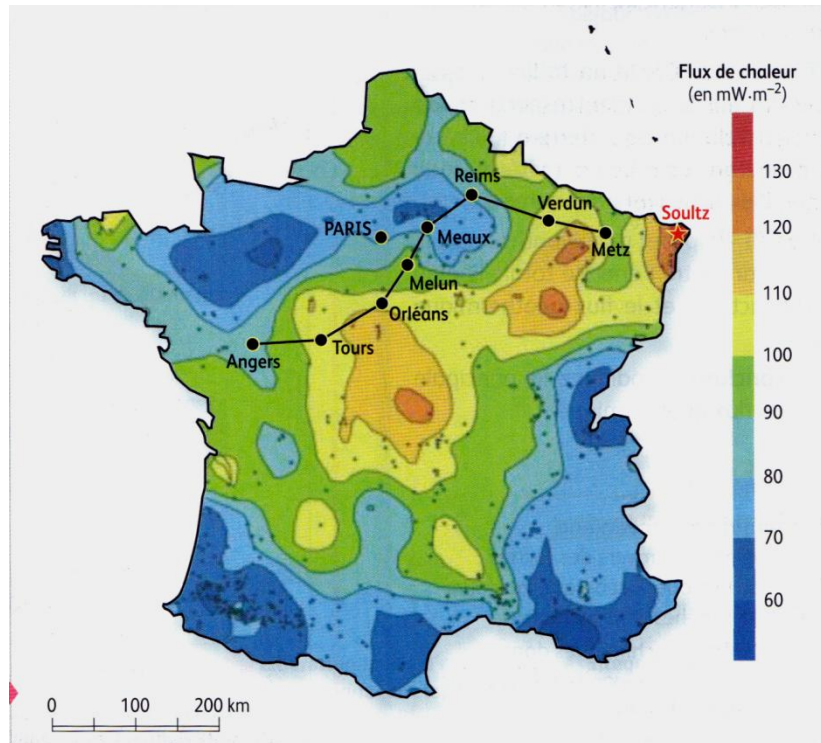 Flux de chaleur
(en mW·m⁻²)
130
120
110
100
90
80
70
60
Reims
Verdun
Soultz
PARIS
Meaux
Metz
Melun
Orléans
Angers
Tours
0 100 200 km